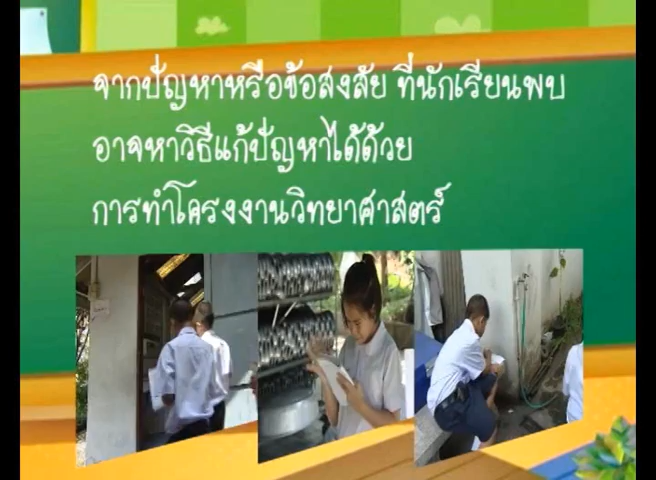 จากปัญหาหรือข้อสงสัย ที่นักเรียนพบ
อาจหาวิธีแก้ปัญหาได้ด้วย
การทำโครงงานวิทยาศาสตร์